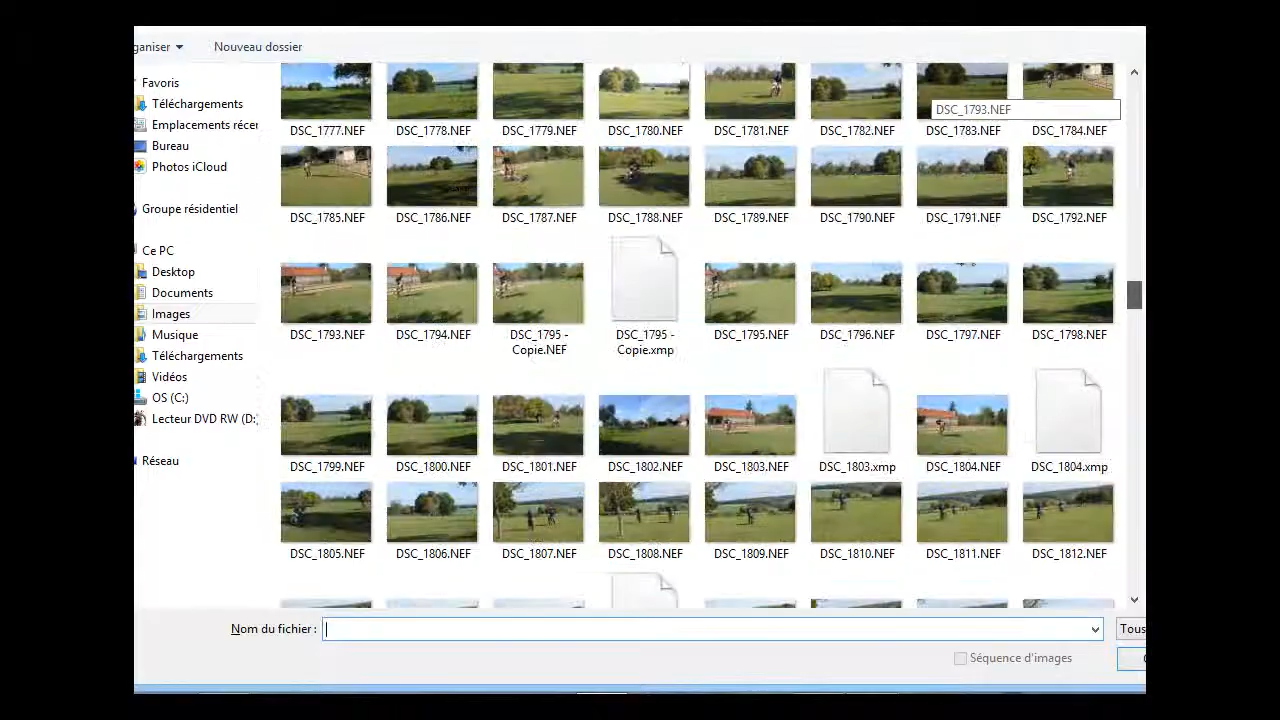 ganiser Nouveau dossier
Favoris
Téléchargements
Emplacements récer
Bureau
Photos iCloud
Groupe résidentiel
Ce PC
Desktop
Documents
Images
Musique
Téléchargements
Vidéos
OS (C:)
Lecteur DVD RW (D:
Réseau
DSC_1793.NEF
DSC_1777.NEF DSC_1778.NEF DSC_1779.NEF DSC_1780.NEF DSC_1781.NEF DSC_1782.NEF DSC_1783.NEF DSC_1784.NEF
DSC_1785.NEF DSC_1786.NEF DSC_1787.NEF DSC_1788.NEF DSC_1789.NEF DSC_1790.NEF DSC_1791.NEF DSC_1792.NEF
DSC_1793.NEF DSC_1794.NEF DSC_1795 - Copie.NEF DSC_1795 - Copie.xmp DSC_1795.NEF DSC_1796.NEF DSC_1797.NEF DSC_1798.NEF
DSC_1799.NEF DSC_1800.NEF DSC_1801.NEF DSC_1802.NEF DSC_1803.NEF DSC_1803.xmp DSC_1804.NEF DSC_1804.xmp
DSC_1805.NEF DSC_1806.NEF DSC_1807.NEF DSC_1808.NEF DSC_1809.NEF DSC_1810.NEF DSC_1811.NEF DSC_1812.NEF
Nom du fichier : Tous
Séquence d'images